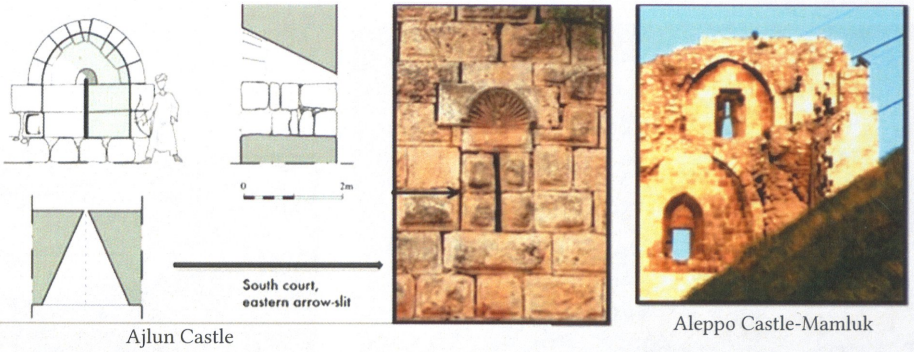 0
2m
South court,
eastern arrow-slit
Ajlun Castle
Aleppo Castle-Mamluk